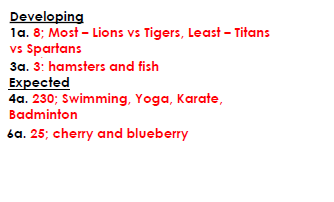 Developing
1a. 8; Most – Lions vs Tigers, Least – Titans
vs Spartans
3a. 3: hamsters and fish
Expected
4a. 230; Swimming, Yoga, Karate,
Badminton
6a. 25; cherry and blueberry